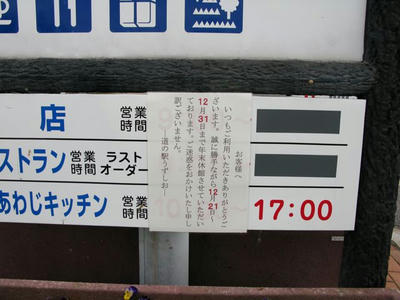 店 営業時間
ストラン 営業時間 ラストオーダー
あわじキッチン 営業時間 17:00
お客様へ
いつもご利用いただきありがとうご
ざいます。誠に勝手ながら12月21日～
12月31日まで年末休館させていただい
ております。ご迷惑をおかけいたし申し
訳ございません。
―道の駅うずしお―